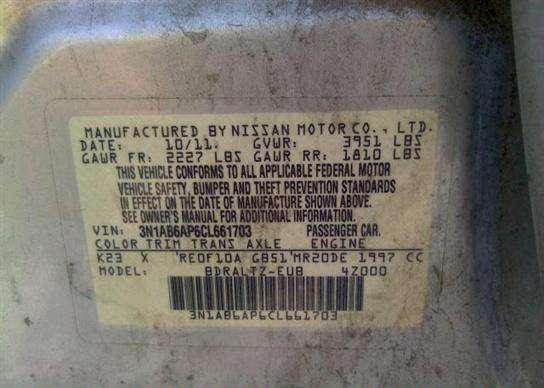 MANUFACTURED BY NISSAN MOTOR CO., LTD.
DATE: 10/11. GVWR: 3951 LBS
GAWR FR: 2227 LBS GAWR RR: 1810 LBS
THIS VEHICLE CONFORMS TO ALL APPLICABLE FEDERAL MOTOR
VEHICLE SAFETY, BUMPER AND THEFT PREVENTION STANDARDS
IN EFFECT ON THE DATE OF MANUFACTURE SHOWN ABOVE.
SEE OWNER'S MANUAL FOR ADDITIONAL INFORMATION.
VIN: 3N1AB6AP6CL661703 PASSENGER CAR.
COLOR TRIM TRANS AXLE ENGINE
K23 X 'RE0F10A GB51'MR20DE 1997 CC
MODEL: BDRALTZ-EUB 4Z000
3N1AB6AP6CL661703